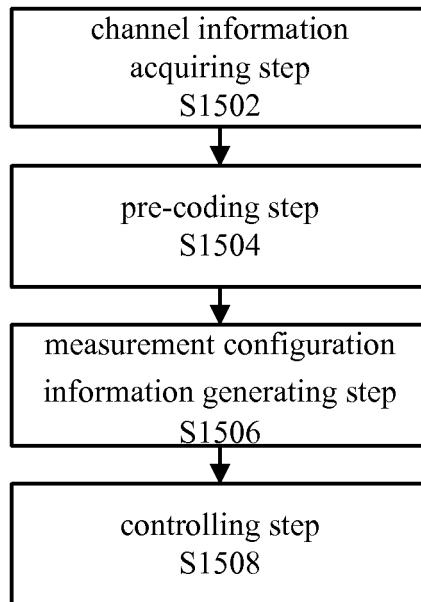 channel information
acquiring step
S1502
pre-coding step
S1504
measurement configuration
information generating step
S1506
controlling step
S1508